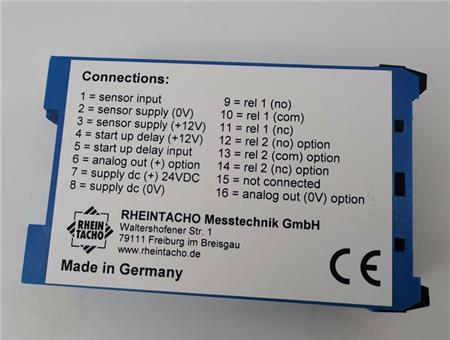 Connections:
1 = sensor input
2 = sensor supply (0V)
3 = sensor supply (+12V)
4 = start up delay (+12V)
5 = start up delay input
6 = analog out (+) option
7 = supply dc (+) 24VDC
8 = supply dc (0V)
9 = rel 1 (no)
10 = rel 1 (com)
11 = rel 1 (nc)
12 = rel 2 (no) option
13 = rel 2 (com) option
14 = rel 2 (nc) option
15 = not connected
16 = analog out (0V) option
RHEIN
TACHO
RHEINTACHO Messtechnik GmbH
Waltershofener Str. 1
79111 Freiburg im Breisgau
www.rheintacho.de
Made in Germany
CE